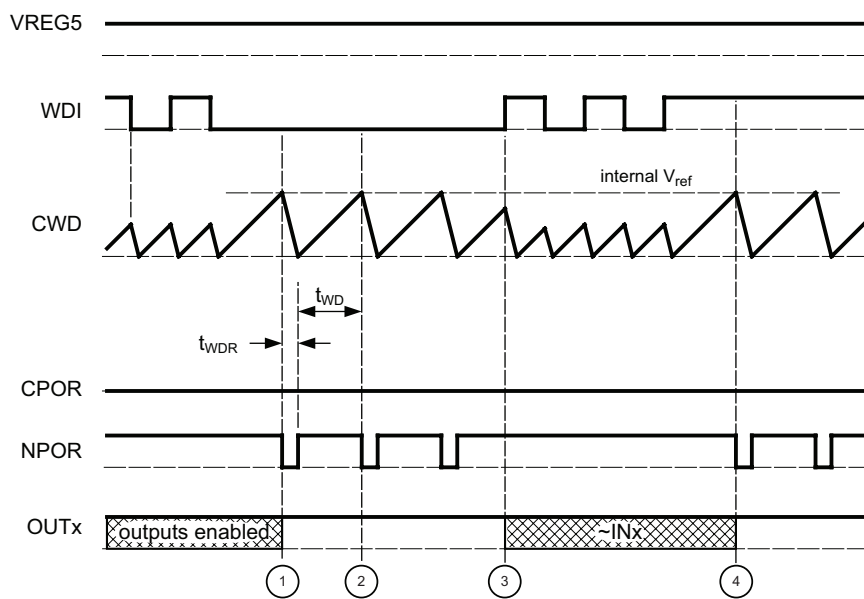 VREG5
WDI
internal Vref
CWD
tWD
tWDR
CPOR
NPOR
OUTx
outputs enabled
~INx
1
2
3
4